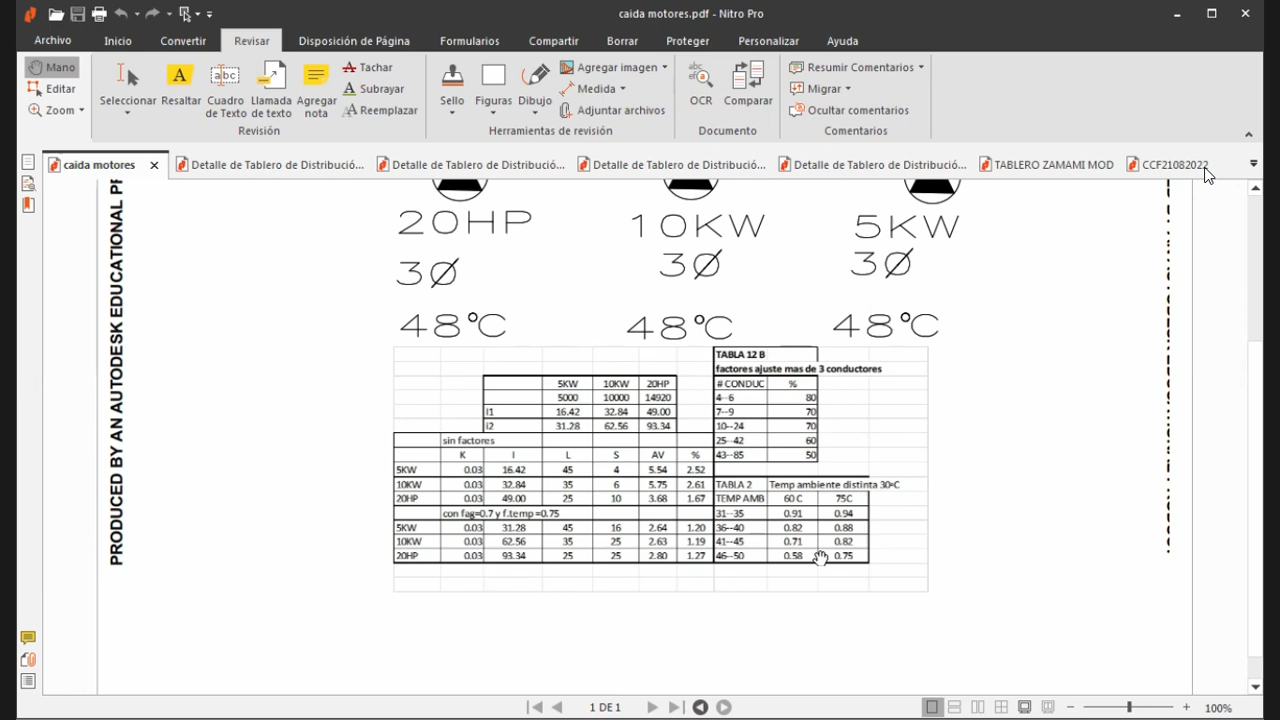 caida motores.pdf - Nitro Pro
Archivo Inicio Convertir Revisar Disposición de Página Formularios Compartir Borrar Proteger Personalizar Ayuda
Mano
Editar
Zoom
Seleccionar
Resaltar
Cuadro de Texto
Llamada de texto
Agregar nota
Tachar
Subrayar
Reemplazar
Revisión
Sello
Figuras
Dibujo
Agregar imagen
Medida
Adjuntar archivos
Herramientas de revisión
OCR
Comparar
Documento
Resumir Comentarios
Migrar
Ocultar comentarios
Comentarios
caida motores
Detalle de Tablero de Distribució...
Detalle de Tablero de Distribució...
Detalle de Tablero de Distribució...
Detalle de Tablero de Distribució...
TABLERO ZAMAMI MOD
CCF21082022
PRODUCED BY AN AUTODESK EDUCATIONAL PR
20HP 10KW 5KW
3Ø 3Ø 3Ø
48°C 48°C 48°C
5KW 10KW 20HP
5000 10000 14920
i1 16.42 32.84 49.00
i2 31.28 62.56 93.34
sin factores
K I L S AV %
5KW 0.03 16.42 45 4 5.54 2.52
10KW 0.03 32.84 35 6 5.75 2.61
20HP 0.03 49.00 25 10 3.68 1.67
con fag=0.7 y f.temp =0.75
5KW 0.03 31.28 45 16 2.64 1.20
10KW 0.03 62.56 35 25 2.63 1.19
20HP 0.03 93.34 25 25 2.80 1.27
TABLA 12 B
factores ajuste mas de 3 conductores
# CONDUC %
4--6 80
7--9 70
10--24 70
25--42 60
43--85 50
TABLA 2 Temp ambiente distinta 30ºC
TEMP AMB 60 C 75C
31--35 0.91 0.94
36--40 0.82 0.88
41--45 0.71 0.82
46--50 0.58 0.75
1 DE 1
100%